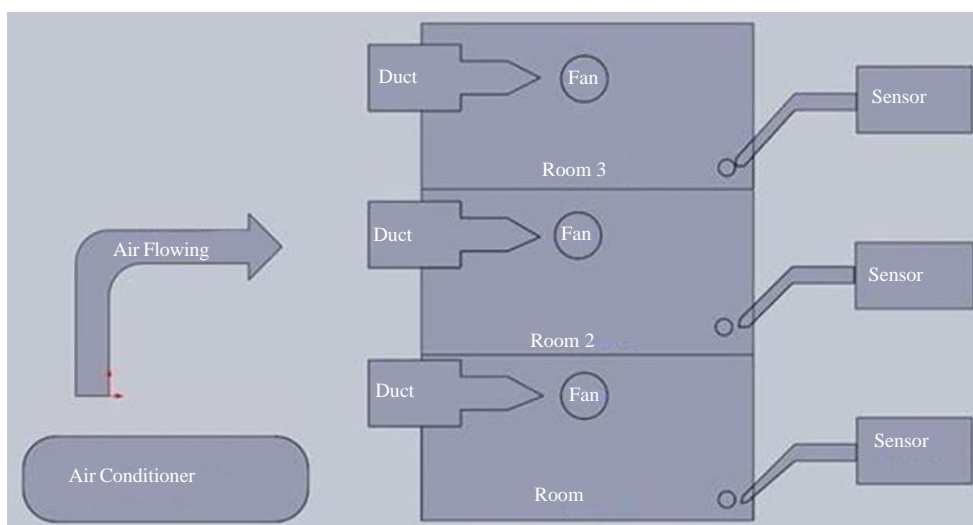 Duct
Fan
Sensor
Room 3
Duct
Fan
Air Flowing
Sensor
Room 2
Duct
Fan
Sensor
Air Conditioner
Room